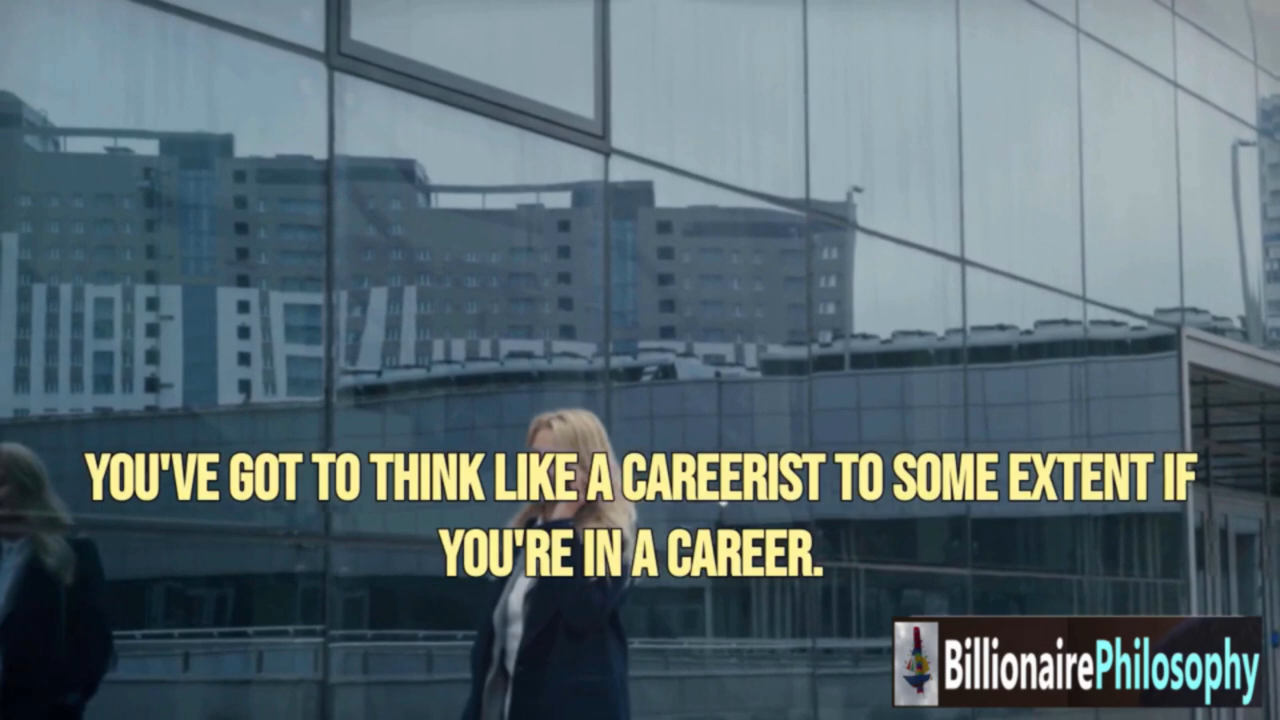 YOU'VE GOT TO THINK LIKE A CAREERIST TO SOME EXTENT IF
YOU'RE IN A CAREER.
BillionairePhilosophy